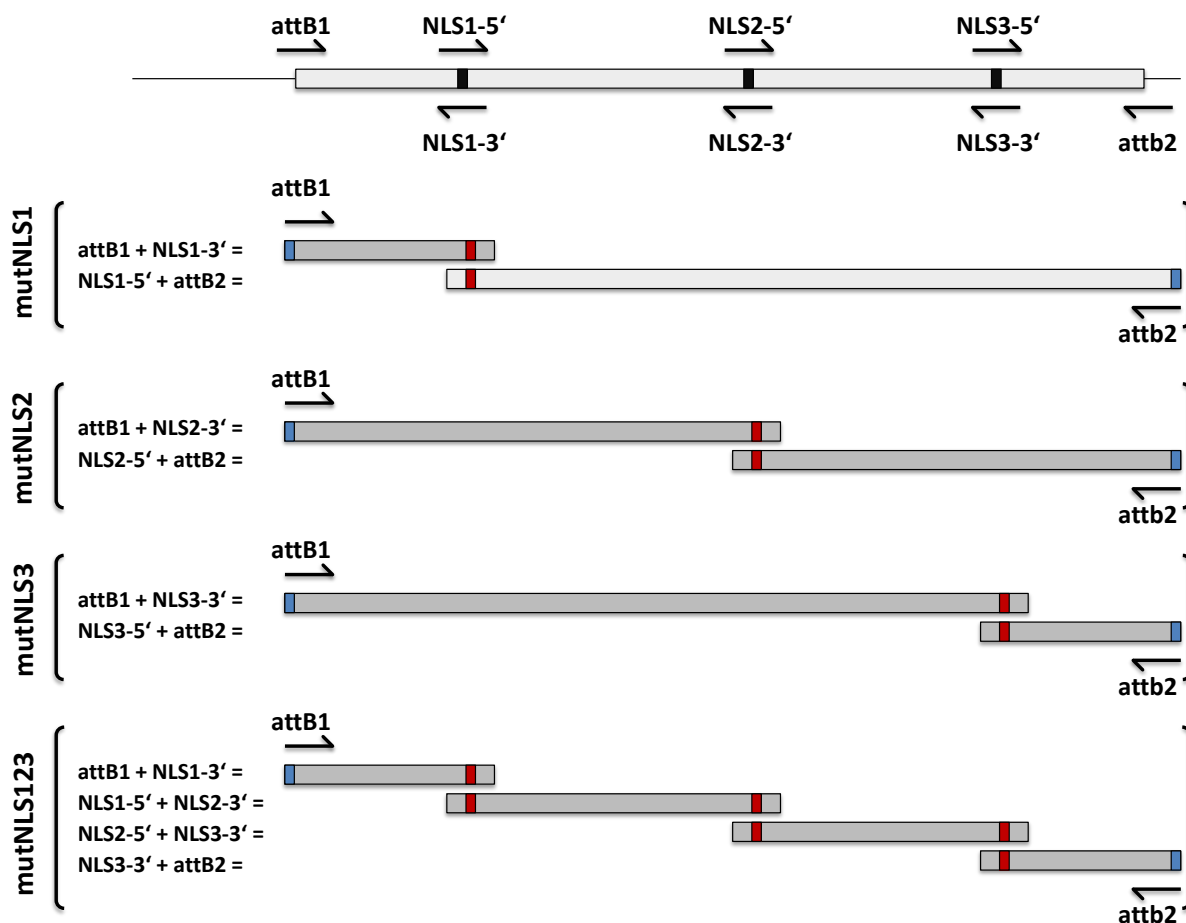 attB1 NLS1-5‘ NLS2-5‘ NLS3-5‘
NLS1-3‘ NLS2-3‘ NLS3-3‘ attb2
mutNLS1
attB1
attB1 + NLS1-3‘ =
NLS1-5‘ + attB2 =
attb2
mutNLS2
attB1
attB1 + NLS2-3‘ =
NLS2-5‘ + attB2 =
attb2
mutNLS3
attB1
attB1 + NLS3-3‘ =
NLS3-5‘ + attB2 =
attb2
mutNLS123
attB1
attB1 + NLS1-3‘ =
NLS1-5‘ + NLS2-3‘ =
NLS2-5‘ + NLS3-3‘ =
NLS3-3‘ + attB2 =
attb2